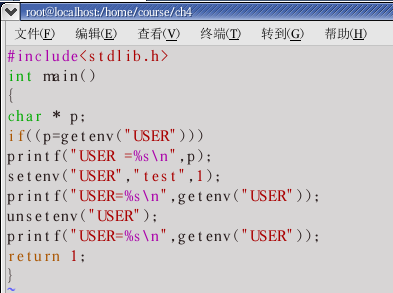 root@localhost:/home/course/ch4
文件(F) 编辑(E) 查看(V) 终端(T) 转到(G) 帮助(H)
#include<stdlib.h>
int main()
{
char * p;
if((p=getenv("USER")))
printf("USER =%s\n",p);
setenv("USER","test",1);
printf("USER=%s\n",getenv("USER"));
unsetenv("USER");
printf("USER=%s\n",getenv("USER"));
return 1;
}
~